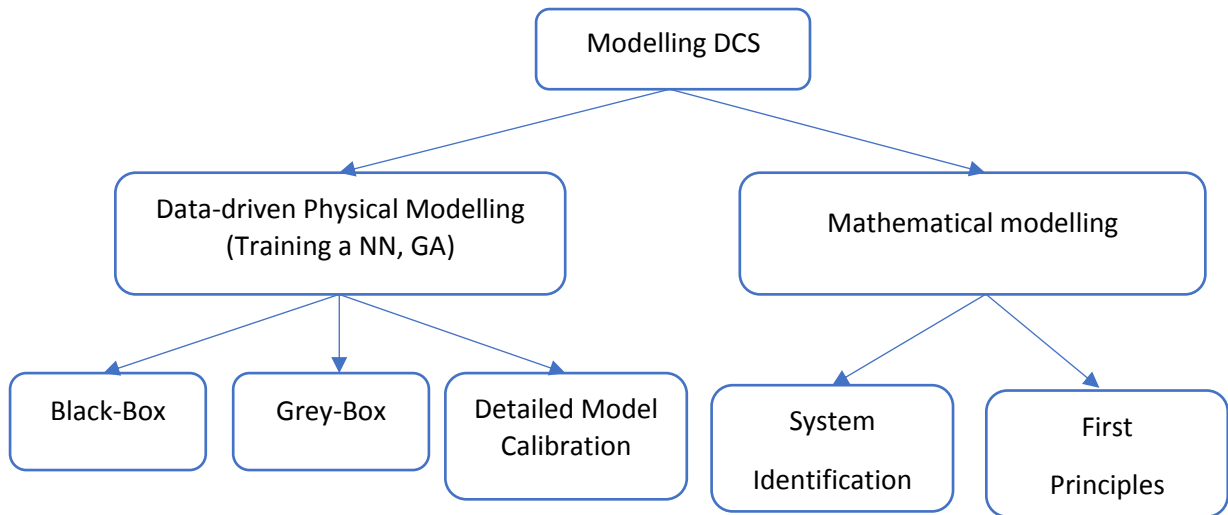 Modelling DCS
Data-driven Physical Modelling
(Training a NN, GA)
Mathematical modelling
Black-Box
Grey-Box
Detailed Model
Calibration
System
Identification
First
Principles